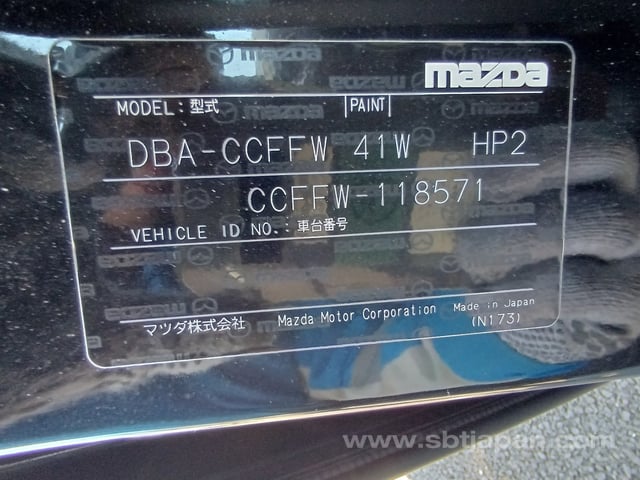 mazda
MODEL: 型式 PAINT
DBA-CCFFW 41W HP2
CCFFW-118571
VEHICLE ID NO.: 車台番号
マツダ株式会社 Mazda Motor Corporation Made in Japan
(N173)
www.sbtjapan.com